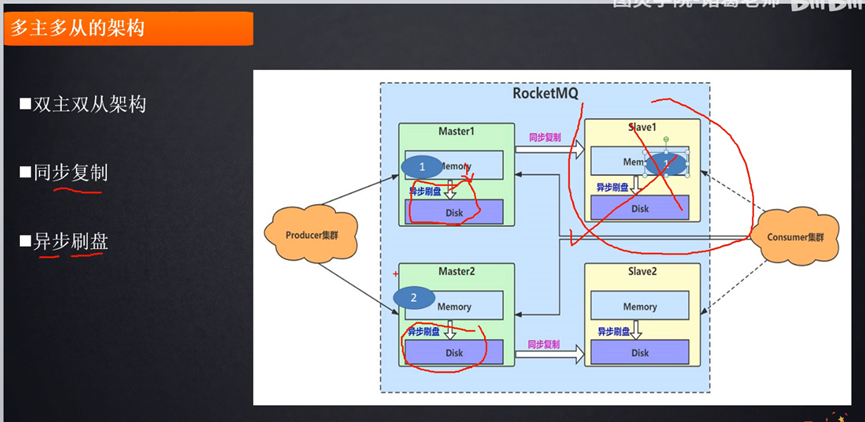 多主多从的架构
■双主双从架构
■同步复制
■异步刷盘
RocketMQ
Master1
Memory
1
异步刷盘
Disk
同步复制
Slave1
1
异步刷盘
Disk
Producer集群
Consumer集群
Master2
2
Memory
异步刷盘
Disk
同步复制
Slave2
Memory
异步刷盘
Disk